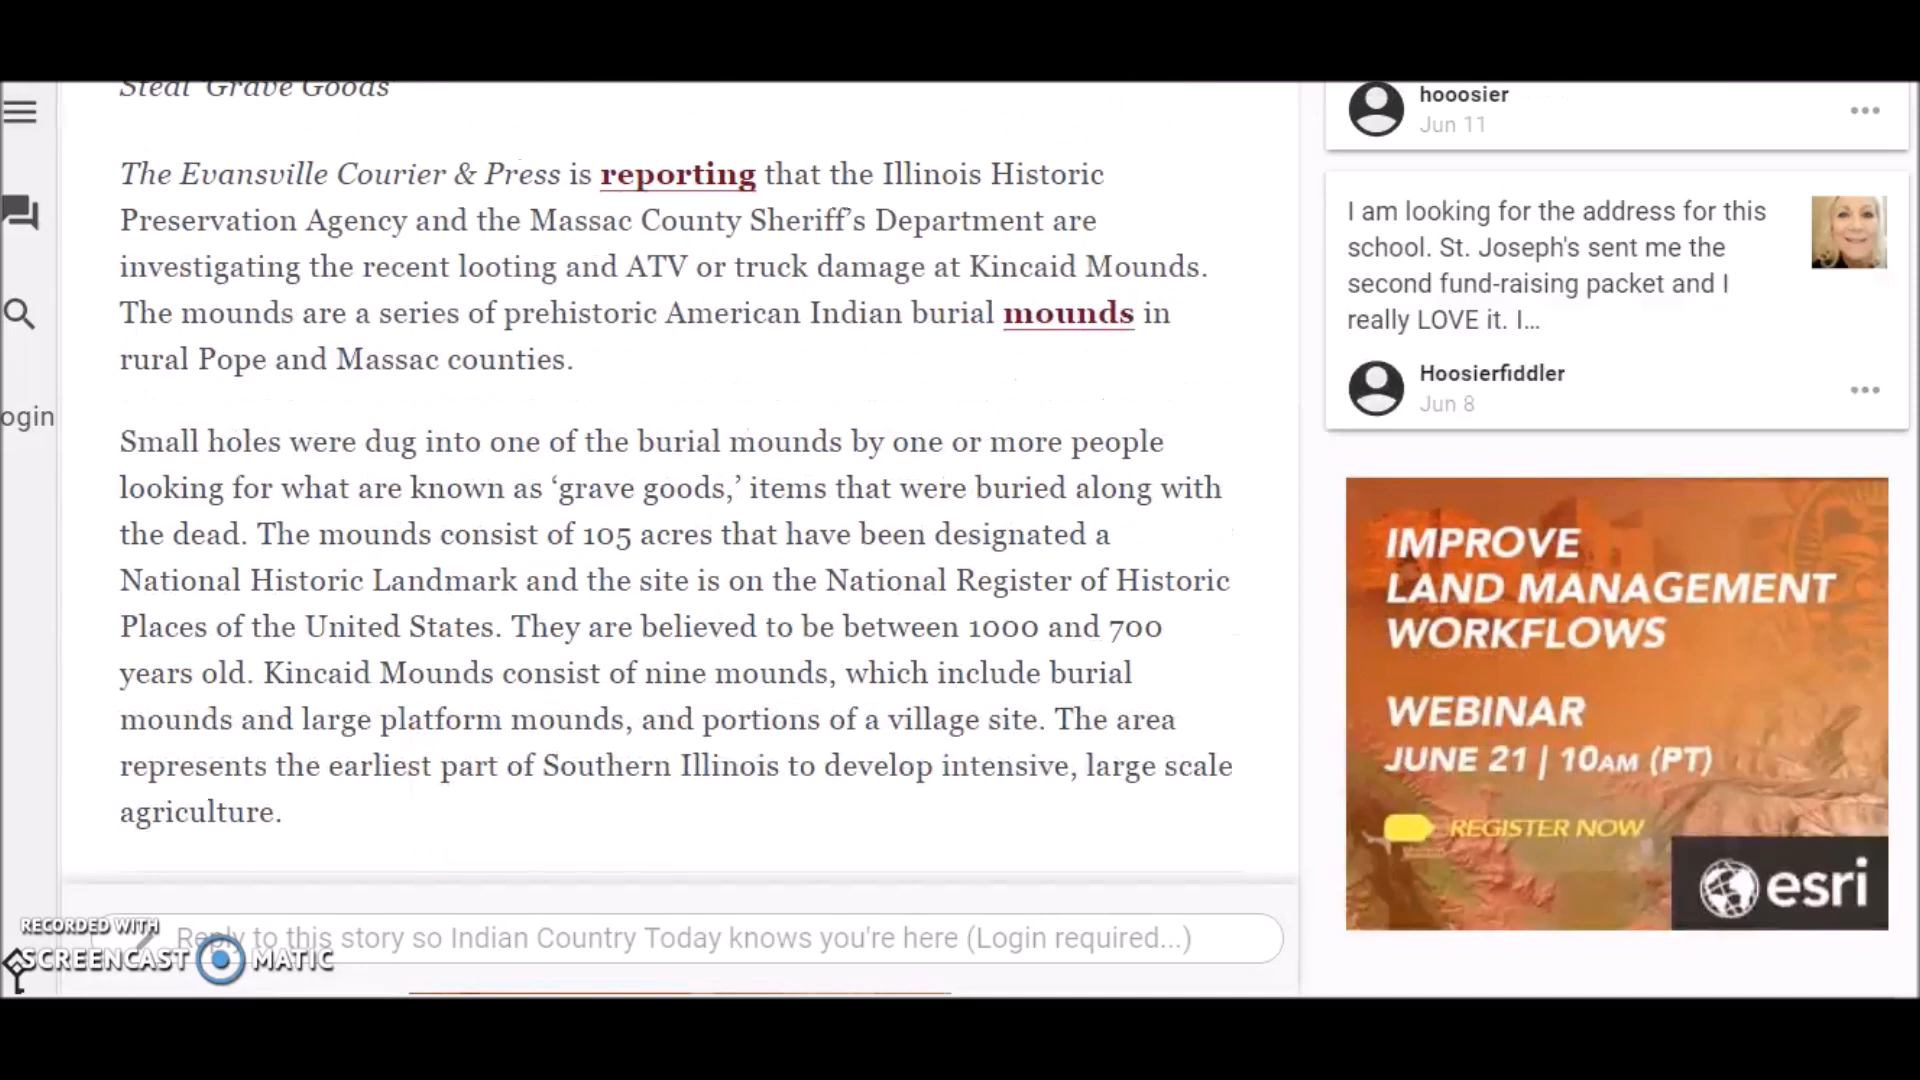 Steal 'Grave Goods'
The Evansville Courier & Press is reporting that the Illinois Historic
Preservation Agency and the Massac County Sheriff's Department are
investigating the recent looting and ATV or truck damage at Kincaid Mounds.
The mounds are a series of prehistoric American Indian burial mounds in
rural Pope and Massac counties.
Small holes were dug into one of the burial mounds by one or more people
looking for what are known as ‘grave goods,’ items that were buried along with
the dead. The mounds consist of 105 acres that have been designated a
National Historic Landmark and the site is on the National Register of Historic
Places of the United States. They are believed to be between 1000 and 700
years old. Kincaid Mounds consist of nine mounds, which include burial
mounds and large platform mounds, and portions of a village site. The area
represents the earliest part of Southern Illinois to develop intensive, large scale
agriculture.
Reply to this story so Indian Country Today knows you're here (Login required...)
ogin
RECORDED WITH
SCREENCAST MATIC
hooosier
Jun 11
I am looking for the address for this
school. St. Joseph's sent me the
second fund-raising packet and I
really LOVE it. I...
Hoosierfiddler
Jun 8
IMPROVE
LAND MANAGEMENT
WORKFLOWS
WEBINAR
JUNE 21 | 10AM (PT)
REGISTER NOW
esri